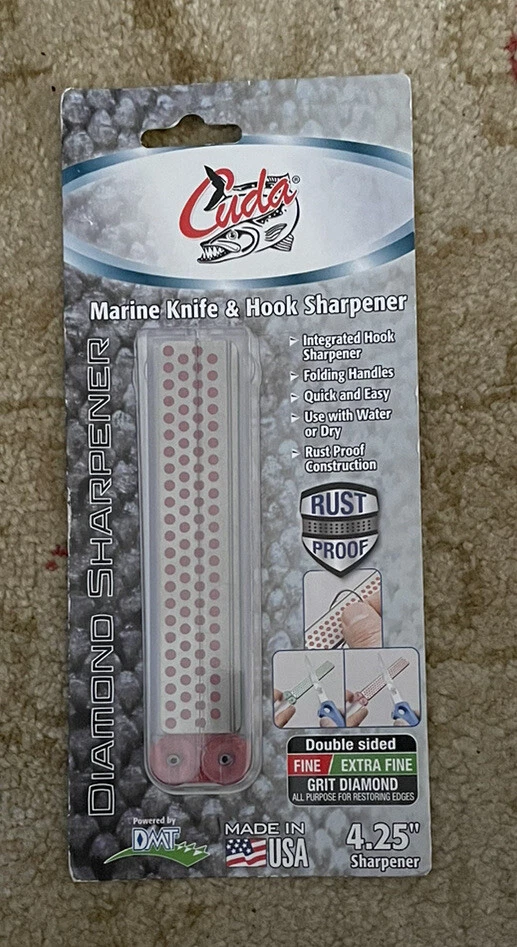 Cuda®
Marine Knife & Hook Sharpener
DIAMOND SHARPENER
Integrated Hook
Sharpener
Folding Handles
Quick and Easy
Use with Water
or Dry
Rust Proof
Construction
RUST
PROOF
Double sided
FINE / EXTRA FINE
GRIT DIAMOND
ALL PURPOSE FOR RESTORING EDGES
Powered by
DMT
MADE IN
USA
4.25"
Sharpener